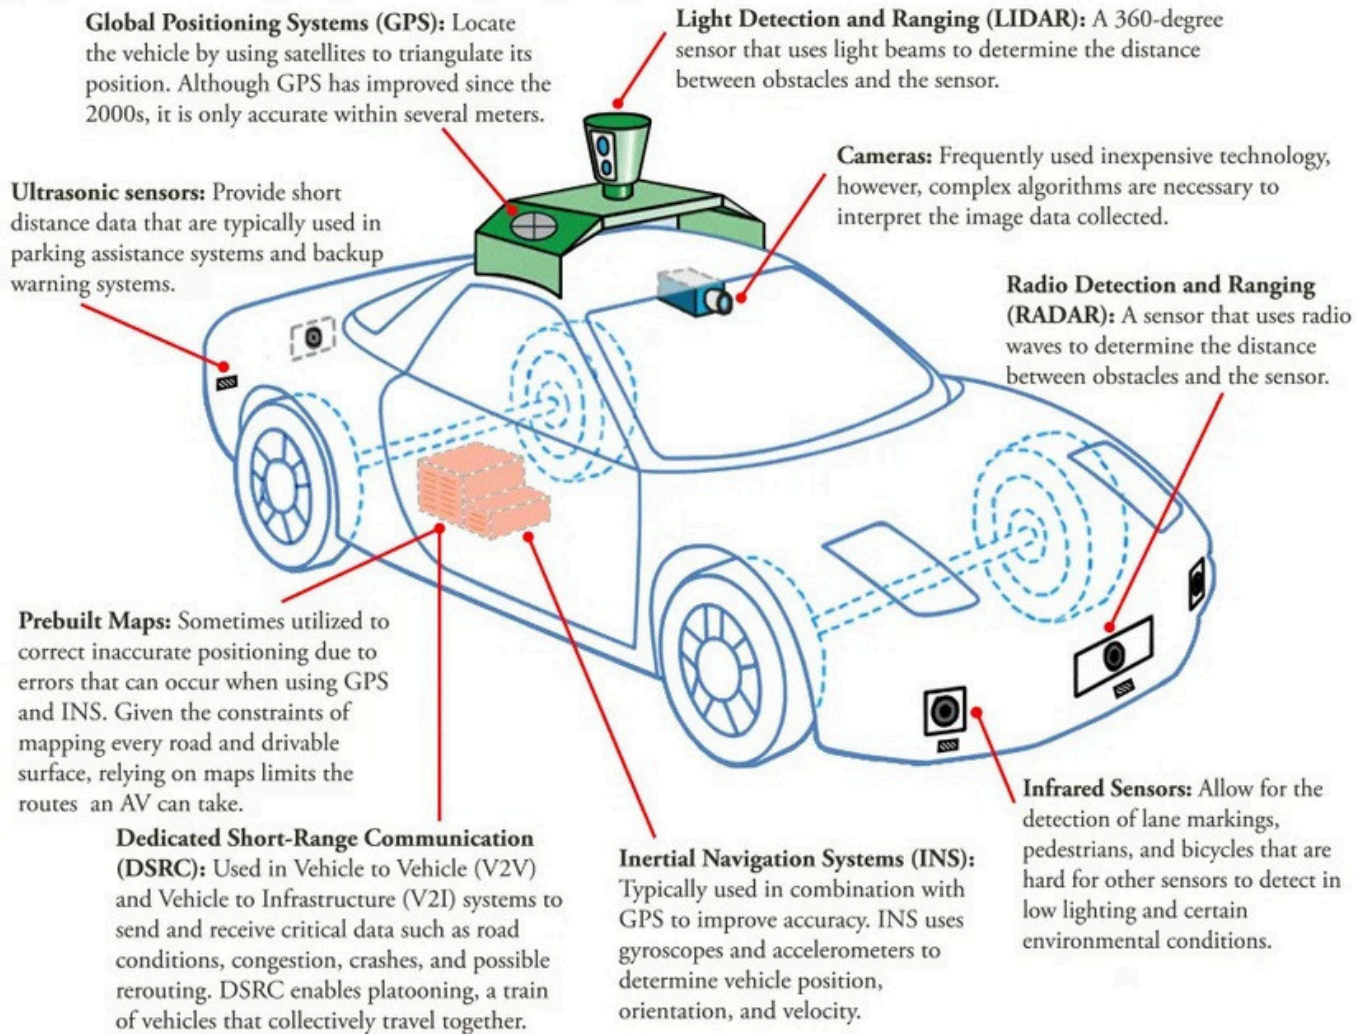 Global Positioning Systems (GPS): Locate
the vehicle by using satellites to triangulate its
position. Although GPS has improved since the
2000s, it is only accurate within several meters.
Light Detection and Ranging (LIDAR): A 360-degree
sensor that uses light beams to determine the distance
between obstacles and the sensor.
Cameras: Frequently used inexpensive technology,
however, complex algorithms are necessary to
interpret the image data collected.
Ultrasonic sensors: Provide short
distance data that are typically used in
parking assistance systems and backup
warning systems.
Radio Detection and Ranging
(RADAR): A sensor that uses radio
waves to determine the distance
between obstacles and the sensor.
Prebuilt Maps: Sometimes utilized to
correct inaccurate positioning due to
errors that can occur when using GPS
and INS. Given the constraints of
mapping every road and drivable
surface, relying on maps limits the
routes an AV can take.
Dedicated Short-Range Communication
(DSRC): Used in Vehicle to Vehicle (V2V)
and Vehicle to Infrastructure (V2I) systems to
send and receive critical data such as road
conditions, congestion, crashes, and possible
rerouting. DSRC enables platooning, a train
of vehicles that collectively travel together.
Inertial Navigation Systems (INS):
Typically used in combination with
GPS to improve accuracy. INS uses
gyroscopes and accelerometers to
determine vehicle position,
orientation, and velocity.
Infrared Sensors: Allow for the
detection of lane markings,
pedestrians, and bicycles that are
hard for other sensors to detect in
low lighting and certain
environmental conditions.